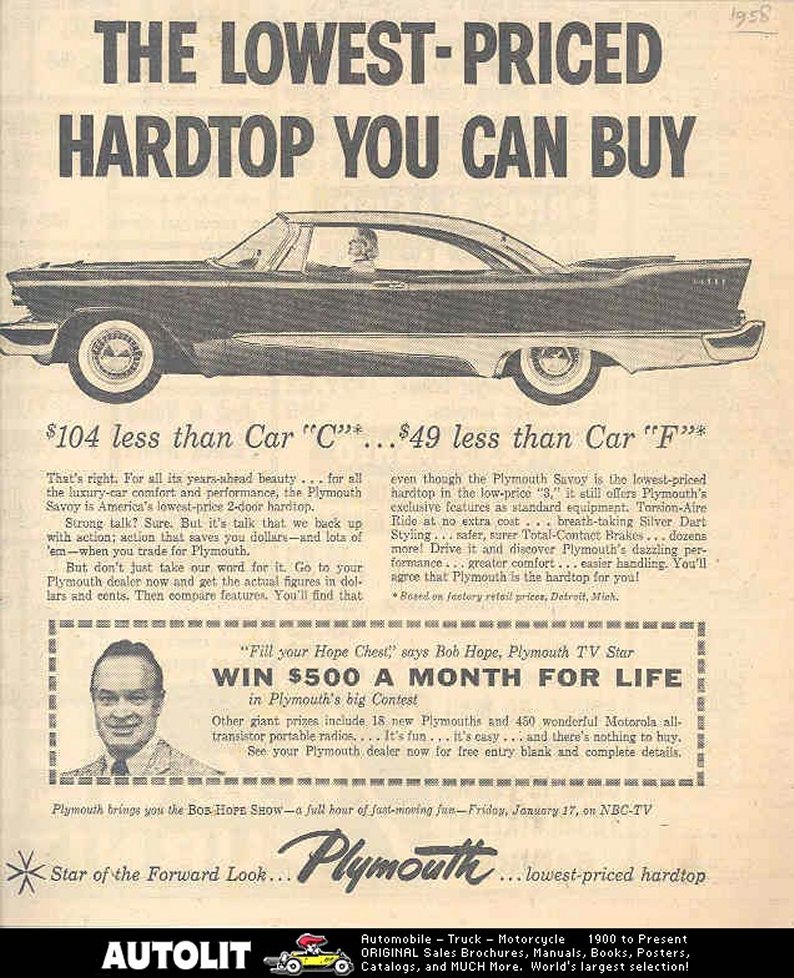 1958
THE LOWEST-PRICED
HARDTOP YOU CAN BUY
$104 less than Car "C"*...$49 less than Car "F"*
That's right. For all its years-ahead beauty . . . for all
the luxury-car comfort and performance, the Plymouth
Savoy is America's lowest-price 2-door hardtop.
Strong talk? Sure. But it's talk that we back up
with action; action that saves you dollars—and lots of
'em—when you trade for Plymouth.
But don't just take our word for it. Go to your
Plymouth dealer now and get the actual figures in dol-
lars and cents. Then compare features. You'll find that
even though the Plymouth Savoy is the lowest-priced
hardtop in the low-price "3," it still offers Plymouth's
exclusive features as standard equipment. Torsion-Aire
Ride at no extra cost . . . breath-taking Silver Dart
Styling . . . safer, surer Total-Contact Brakes . . . dozens
more! Drive it and discover Plymouth's dazzling per-
formance . . . greater comfort . . . easier handling. You'll
agree that Plymouth is the hardtop for you!
* Based on factory retail prices, Detroit, Mich.
"Fill your Hope Chest," says Bob Hope, Plymouth TV Star
WIN $500 A MONTH FOR LIFE
in Plymouth's big Contest
Other giant prizes include 18 new Plymouths and 450 wonderful Motorola all-
transistor portable radios. . . . It's fun . . . it's easy . . . and there's nothing to buy.
See your Plymouth dealer now for free entry blank and complete details.
Plymouth brings you the BOB HOPE SHOW—a full hour of fast-moving fun—Friday, January 17, on NBC-TV
Star of the Forward Look... Plymouth ...lowest-priced hardtop
AUTOLIT
Automobile - Truck - Motorcycle 1900 to Present
ORIGINAL Sales Brochures, Manuals, Books, Posters,
Catalogs, and MUCH More. World's largest selection!